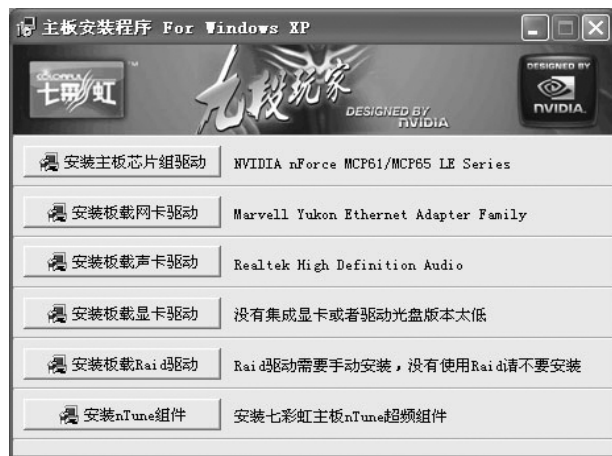 主板安装程序 For Windows XP
COLORFUL
七彩虹
TM
九段玩家
DESIGNED BY
NVIDIA
DESIGNED BY
NVIDIA.
安装主板芯片组驱动 NVIDIA nForce MCP61/MCP65 LE Series
安装板载网卡驱动 Marvell Yukon Ethernet Adapter Family
安装板载声卡驱动 Realtek High Definition Audio
安装板载显卡驱动 没有集成显卡或者驱动光盘版本太低
安装板载Raid驱动 Raid驱动需要手动安装，没有使用Raid请不要安装
安装nTune组件 安装七彩虹主板nTune超频组件